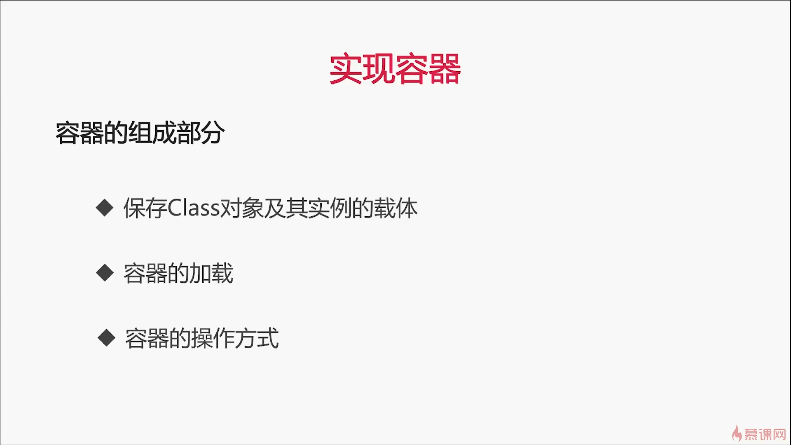 实现容器
容器的组成部分
◆ 保存Class对象及其实例的载体
◆ 容器的加载
◆ 容器的操作方式
慕课网